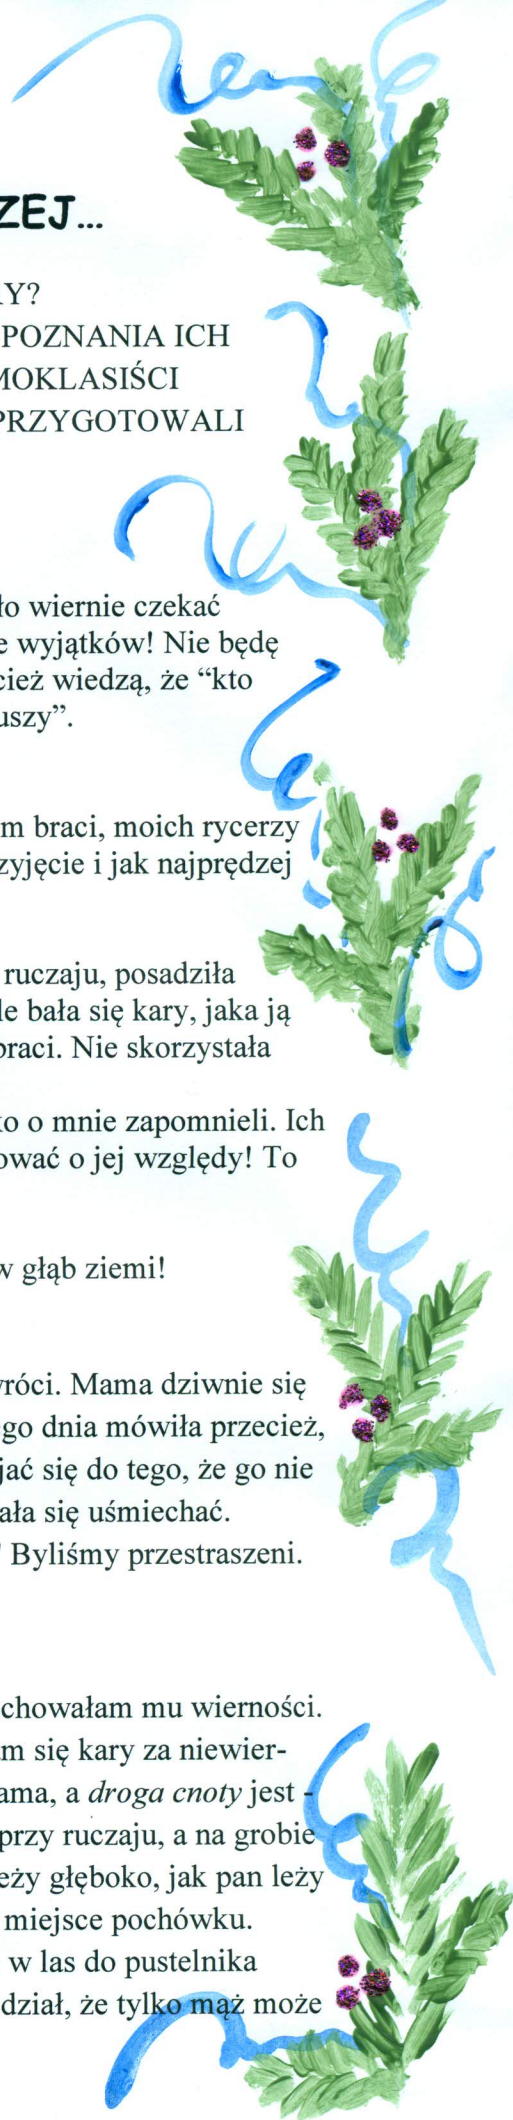 ZEJ...
RY?
POZNANIA ICH
MOKLASIŚCI
PRZYGOTOWALI
ło wiernie czekać
e wyjątków! Nie będę
cież wiedzą, że “kto
uszy”.
m braci, moich rycerzy
zyjęcie i jak najprędzej
ruczaju, posadziła
le bała się kary, jaka ją
braci. Nie skorzystała
ko o mnie zapomnieli. Ich
ować o jej względy! To
w głąb ziemi!
wróci. Mama dziwnie się
go dnia mówiła przecież,
jać się do tego, że go nie
ała się uśmiechać.
Byliśmy przestraszeni.
chowałam mu wierności.
m się kary za niewier-
ama, a droga cnoty jest -
przy ruczaju, a na grobie
eży głęboko, jak pan leży
miejsce pochówku.
w las do pustelnika
dział, że tylko mąż może